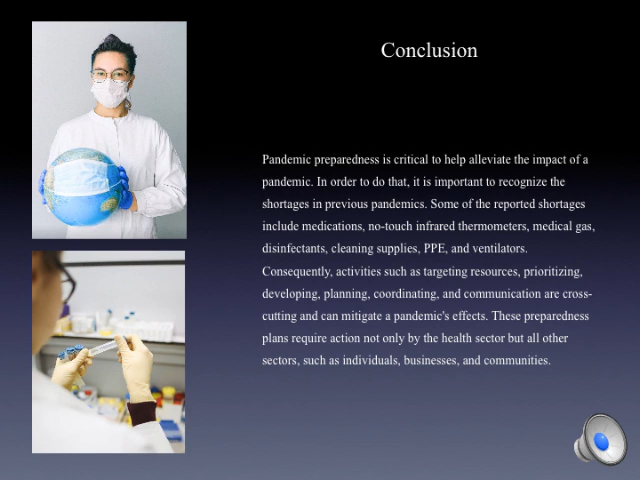 Conclusion
Pandemic preparedness is critical to help alleviate the impact of a
pandemic. In order to do that, it is important to recognize the
shortages in previous pandemics. Some of the reported shortages
include medications, no-touch infrared thermometers, medical gas,
disinfectants, cleaning supplies, PPE, and ventilators.
Consequently, activities such as targeting resources, prioritizing,
developing, planning, coordinating, and communication are cross-
cutting and can mitigate a pandemic's effects. These preparedness
plans require action not only by the health sector but all other
sectors, such as individuals, businesses, and communities.